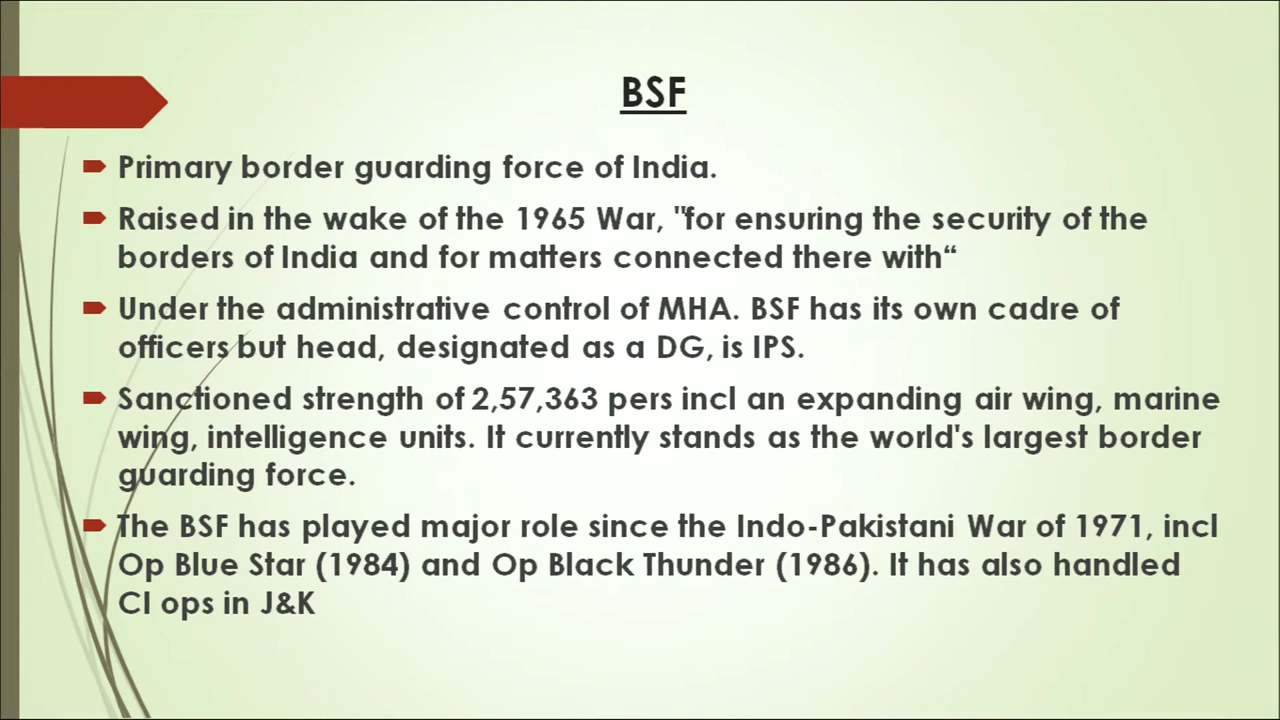 BSF
Primary border guarding force of India.
Raised in the wake of the 1965 War, "for ensuring the security of the
borders of India and for matters connected there with“
Under the administrative control of MHA. BSF has its own cadre of
officers but head, designated as a DG, is IPS.
Sanctioned strength of 2,57,363 pers incl an expanding air wing, marine
wing, intelligence units. It currently stands as the world's largest border
guarding force.
The BSF has played major role since the Indo-Pakistani War of 1971, incl
Op Blue Star (1984) and Op Black Thunder (1986). It has also handled
CI ops in J&K